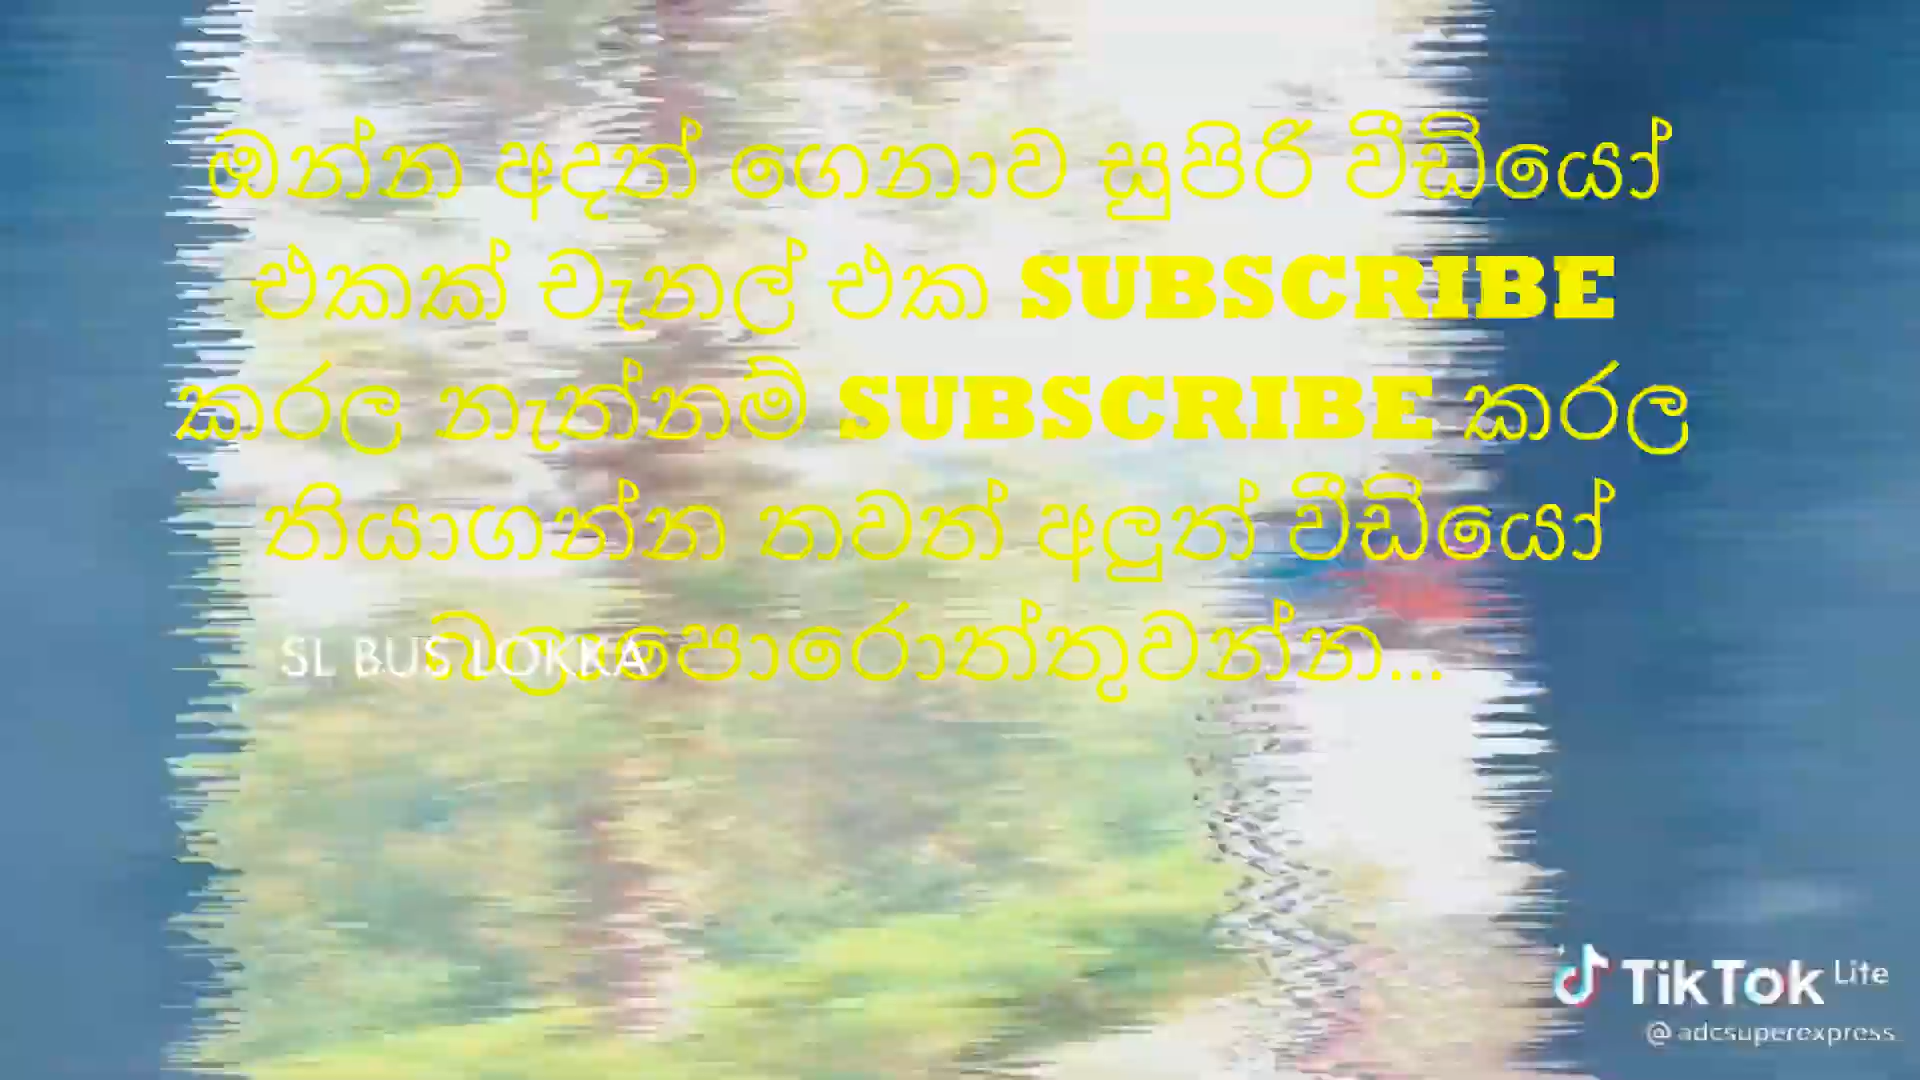 ඔන්න අදත් ගෙනාව සුපිරි වීඩියෝ
එකක් චැනල් එක SUBSCRIBE
කරල නැත්නම් SUBSCRIBE කරල
තියාගන්න තවත් අලුත් වීඩියෝ
බලාපොරොත්තුවන්න...
SL BUS LOKKA
TikTok Lite
@adcsuperexpress